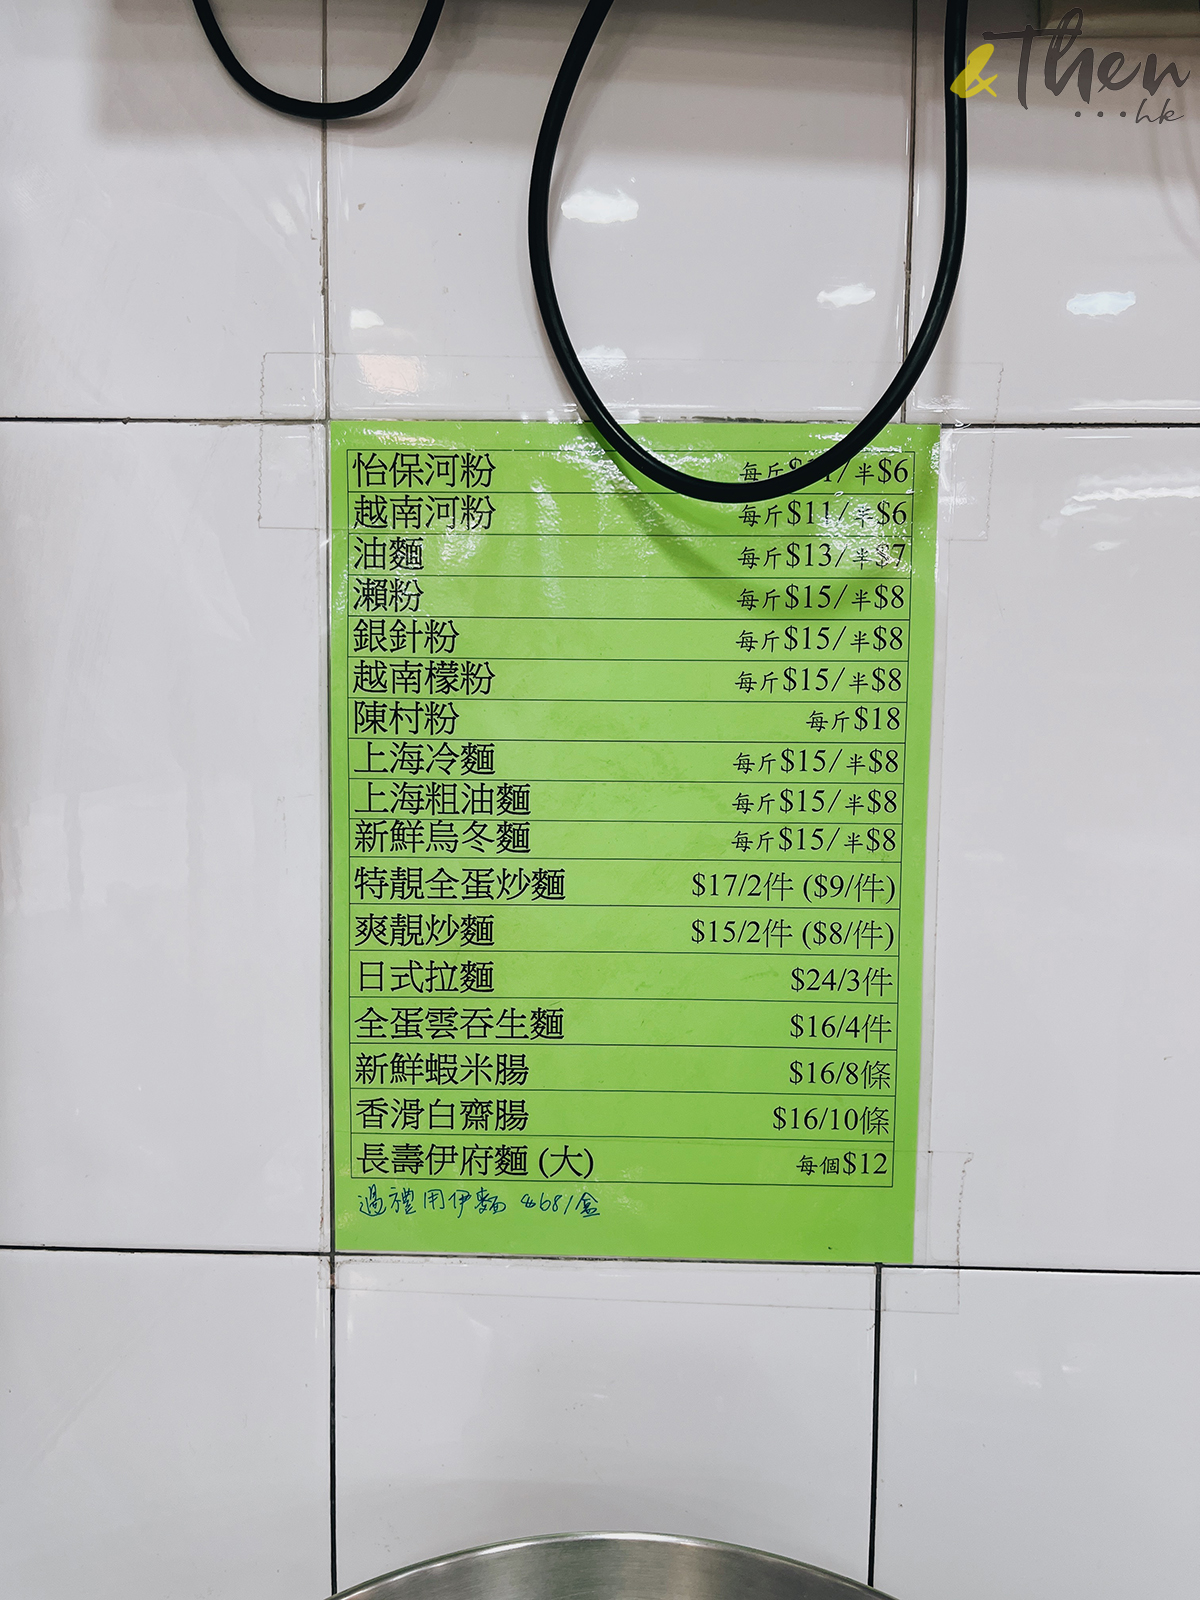 &Then
...hk
怡保河粉 每斤$11/半$6
越南河粉 每斤$11/半$6
油麵 每斤$13/半$7
瀨粉 每斤$15/半$8
銀針粉 每斤$15/半$8
越南檬粉 每斤$15/半$8
陳村粉 每斤$18
上海冷麵 每斤$15/半$8
上海粗油麵 每斤$15/半$8
新鮮烏冬麵 每斤$15/半$8
特靚全蛋炒麵 $17/2件 ($9/件)
爽靚炒麵 $15/2件 ($8/件)
日式拉麵 $24/3件
全蛋雲吞生麵 $16/4件
新鮮蝦米腸 $16/8條
香滑白齋腸 $16/10條
長壽伊府麵 (大) 每個$12
過禮用伊麵 $68/盒